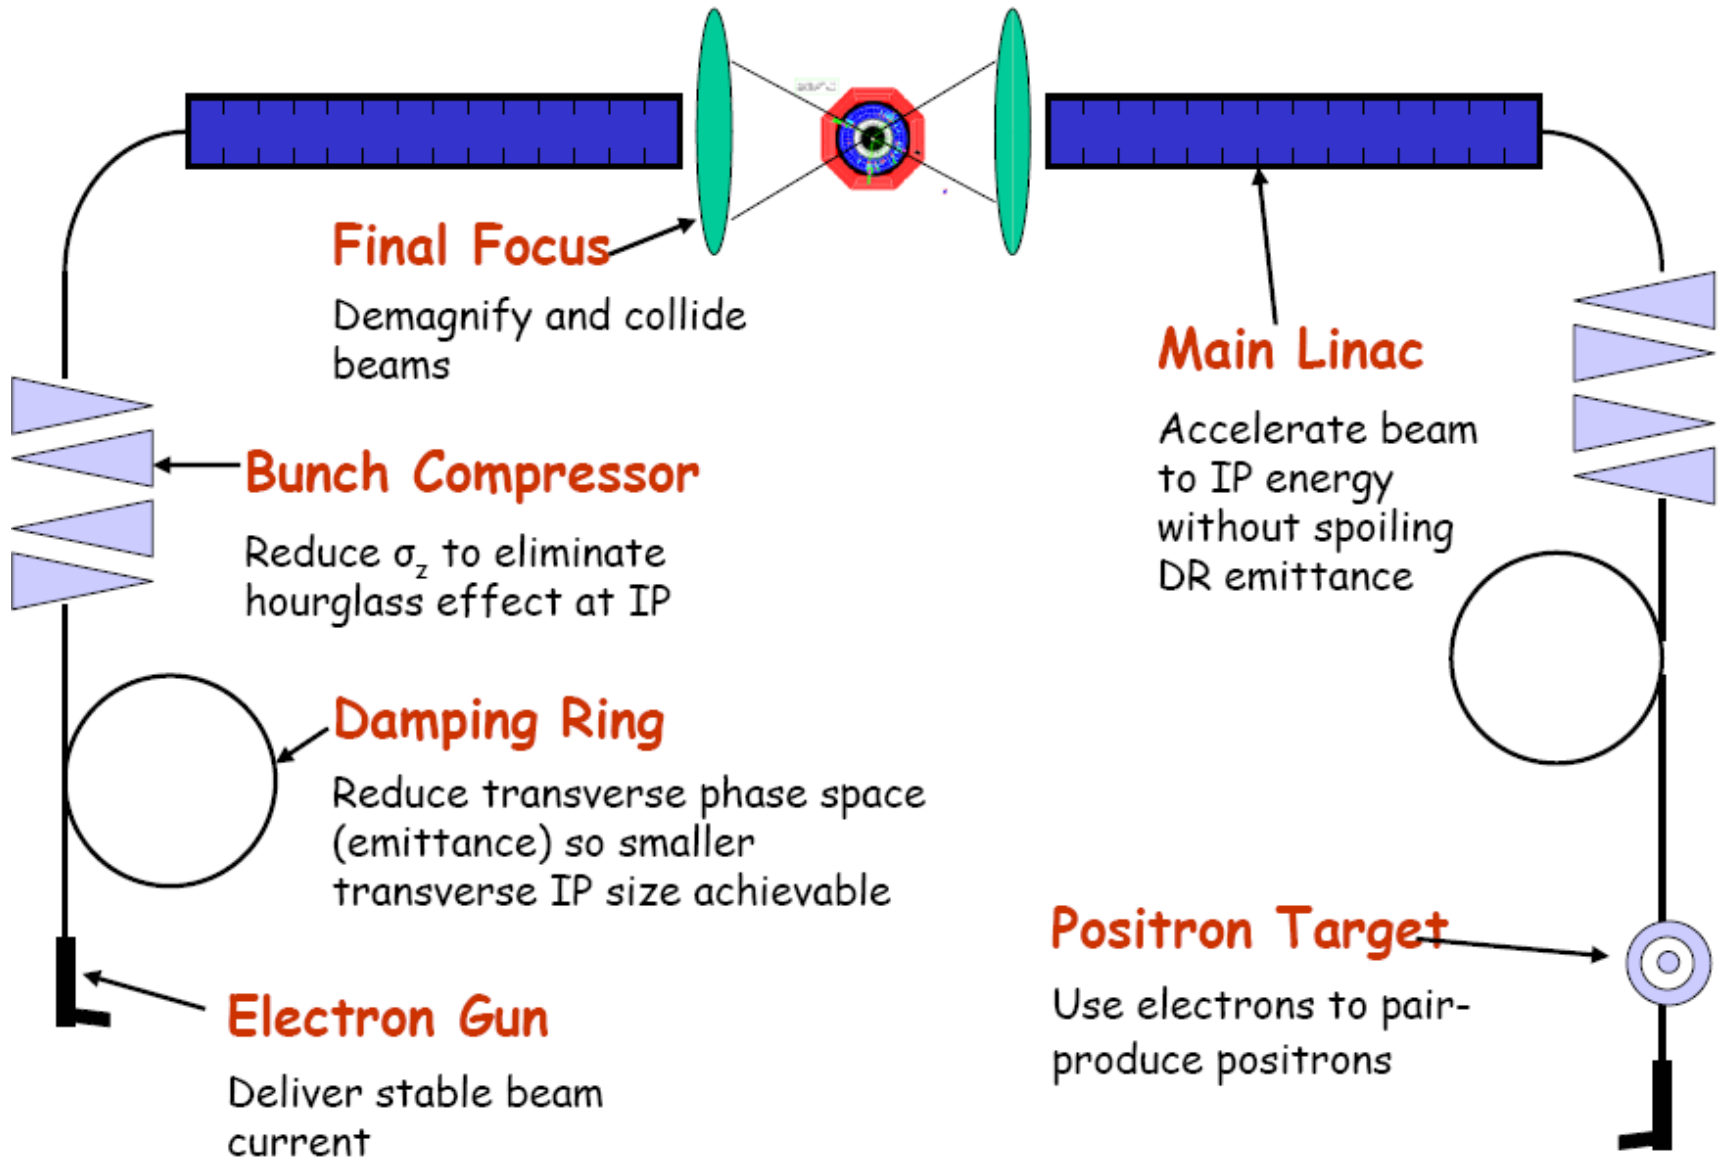 Final Focus
Demagnify and collide
beams
Main Linac
Accelerate beam
to IP energy
without spoiling
DR emittance
Bunch Compressor
Reduce σz to eliminate
hourglass effect at IP
Damping Ring
Reduce transverse phase space
(emittance) so smaller
transverse IP size achievable
Positron Target
Use electrons to pair-
produce positrons
Electron Gun
Deliver stable beam
current